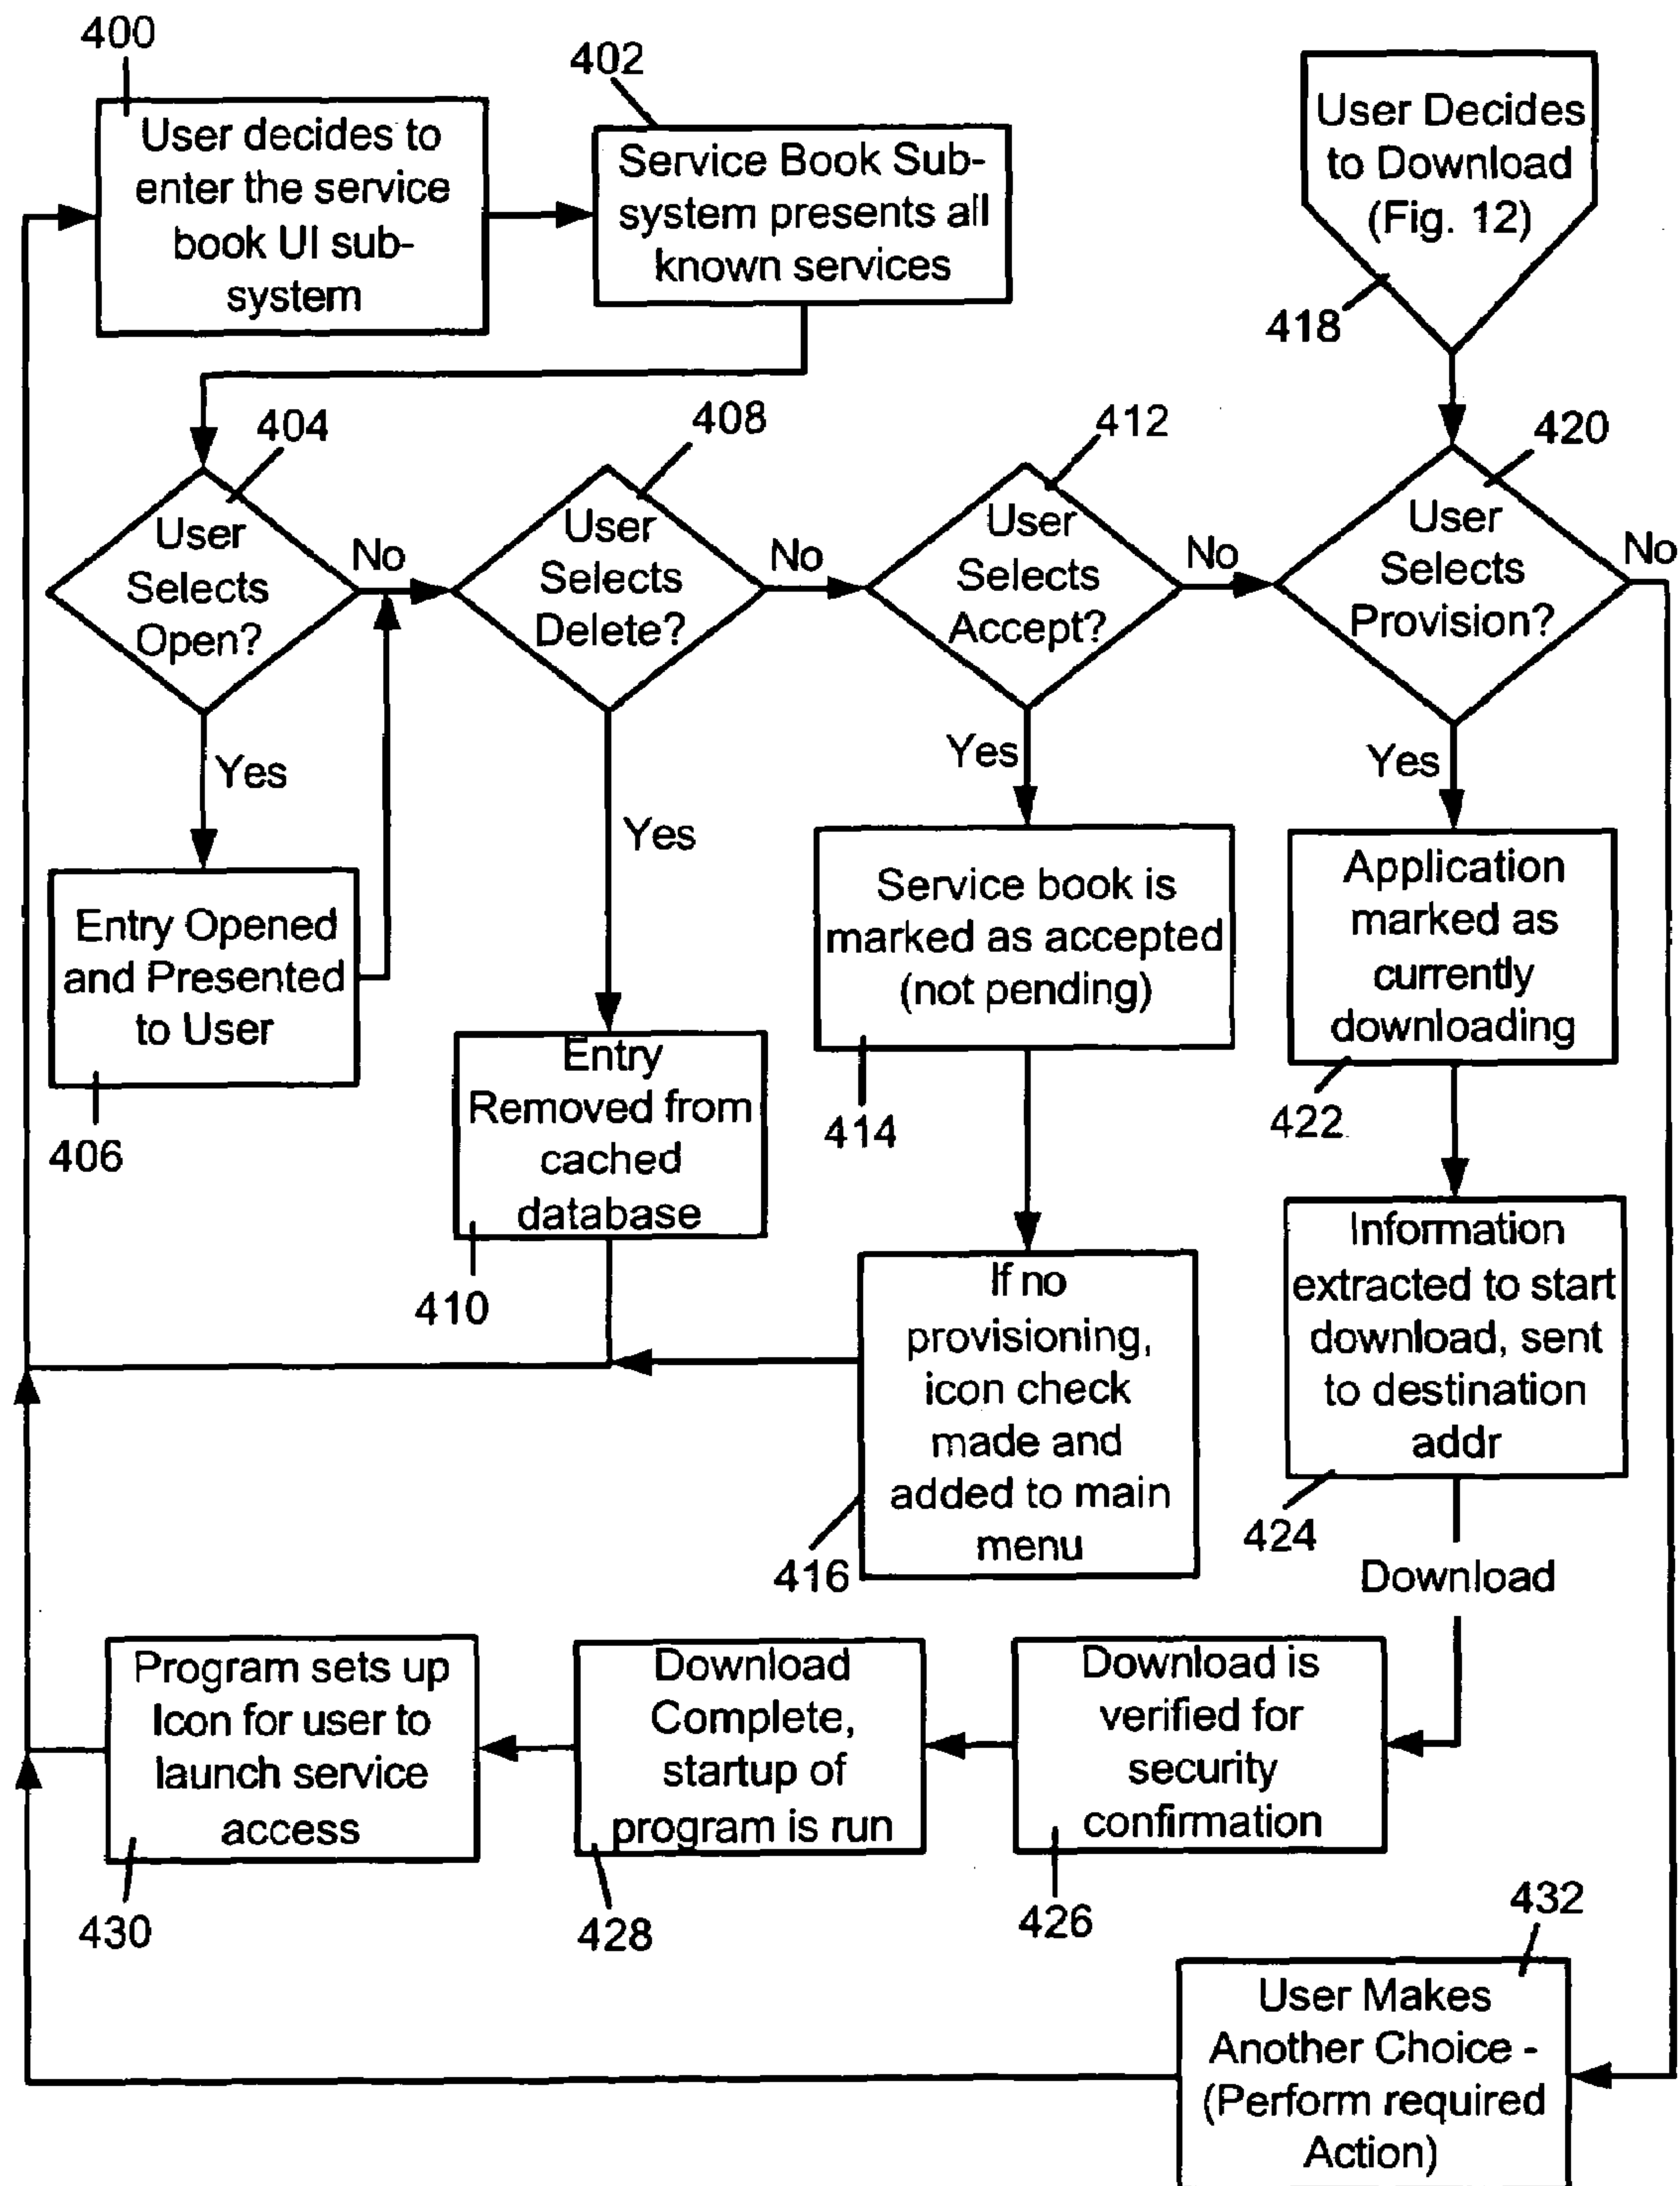 400
User decides to
enter the service
book UI sub-
system
402
Service Book Sub-
system presents all
known services
User Decides
to Download
(Fig. 12)
418
404
User
Selects
Open?
No
Yes
408
User
Selects
Delete?
No
Yes
412
User
Selects
Accept?
No
Yes
420
User
Selects
Provision?
No
Yes
Entry Opened
and Presented
to User
406
Entry
Removed from
cached
database
410
Service book is
marked as accepted
(not pending)
414
If no
provisioning,
icon check
made and
added to main
menu
416
Application
marked as
currently
downloading
422
Information
extracted to start
download, sent
to destination
addr
424
Download
Program sets up
Icon for user to
launch service
access
430
Download
Complete,
startup of
program is run
428
Download is
verified for
security
confirmation
426
432
User Makes
Another Choice -
(Perform required
Action)